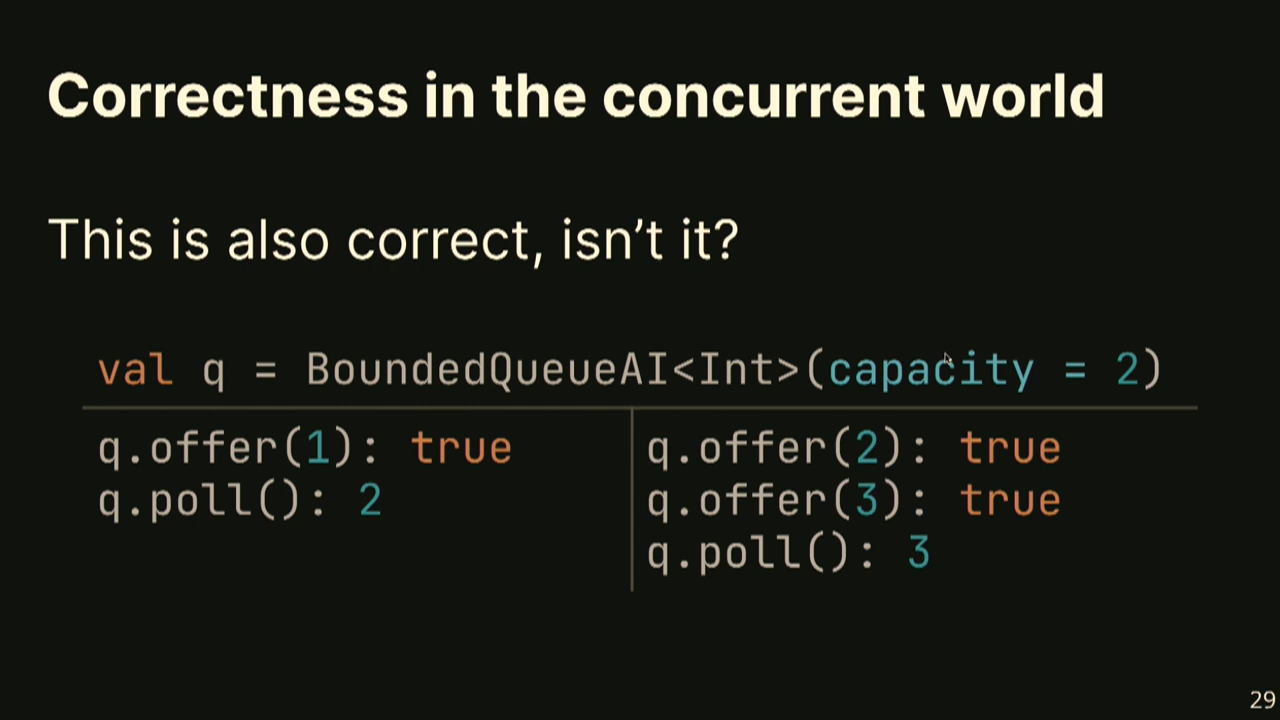 Correctness in the concurrent world
This is also correct, isn’t it?
val q = BoundedQueueAI<Int>(capacity = 2)
q.offer(1): true
q.poll(): 2
q.offer(2): true
q.offer(3): true
q.poll(): 3
29